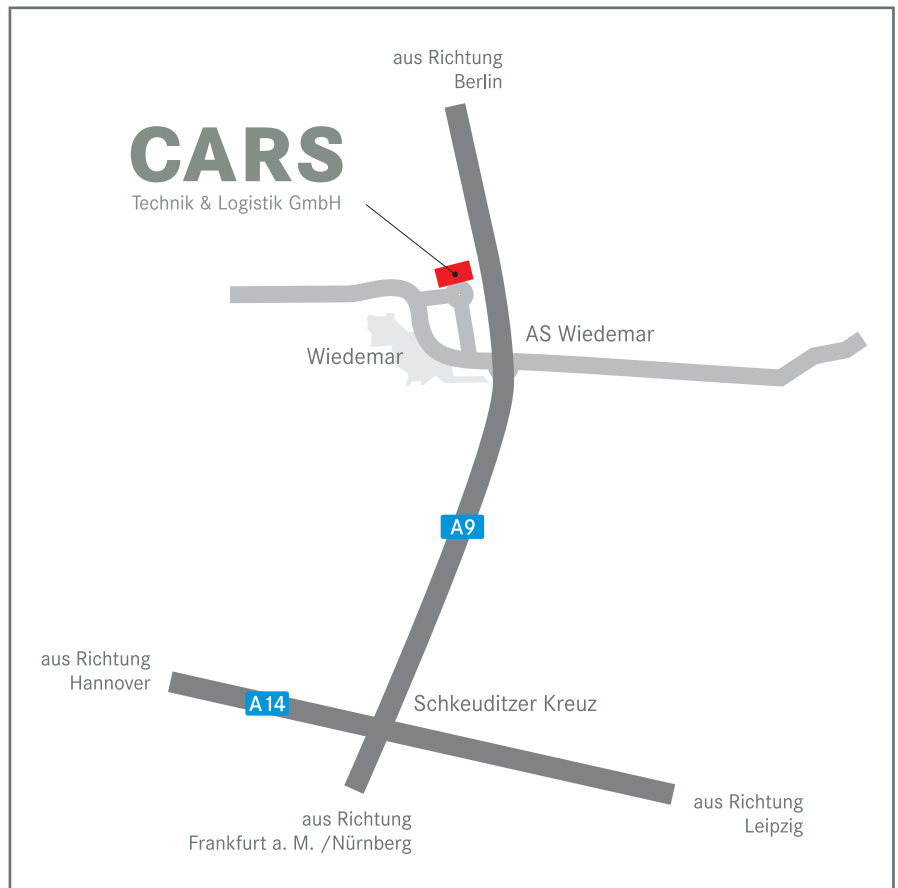 aus Richtung
Berlin
CARS
Technik & Logistik GmbH
AS Wiedemar
Wiedemar
A9
aus Richtung
Hannover
A14
Schkeuditzer Kreuz
aus Richtung
Leipzig
aus Richtung
Frankfurt a. M. /Nürnberg